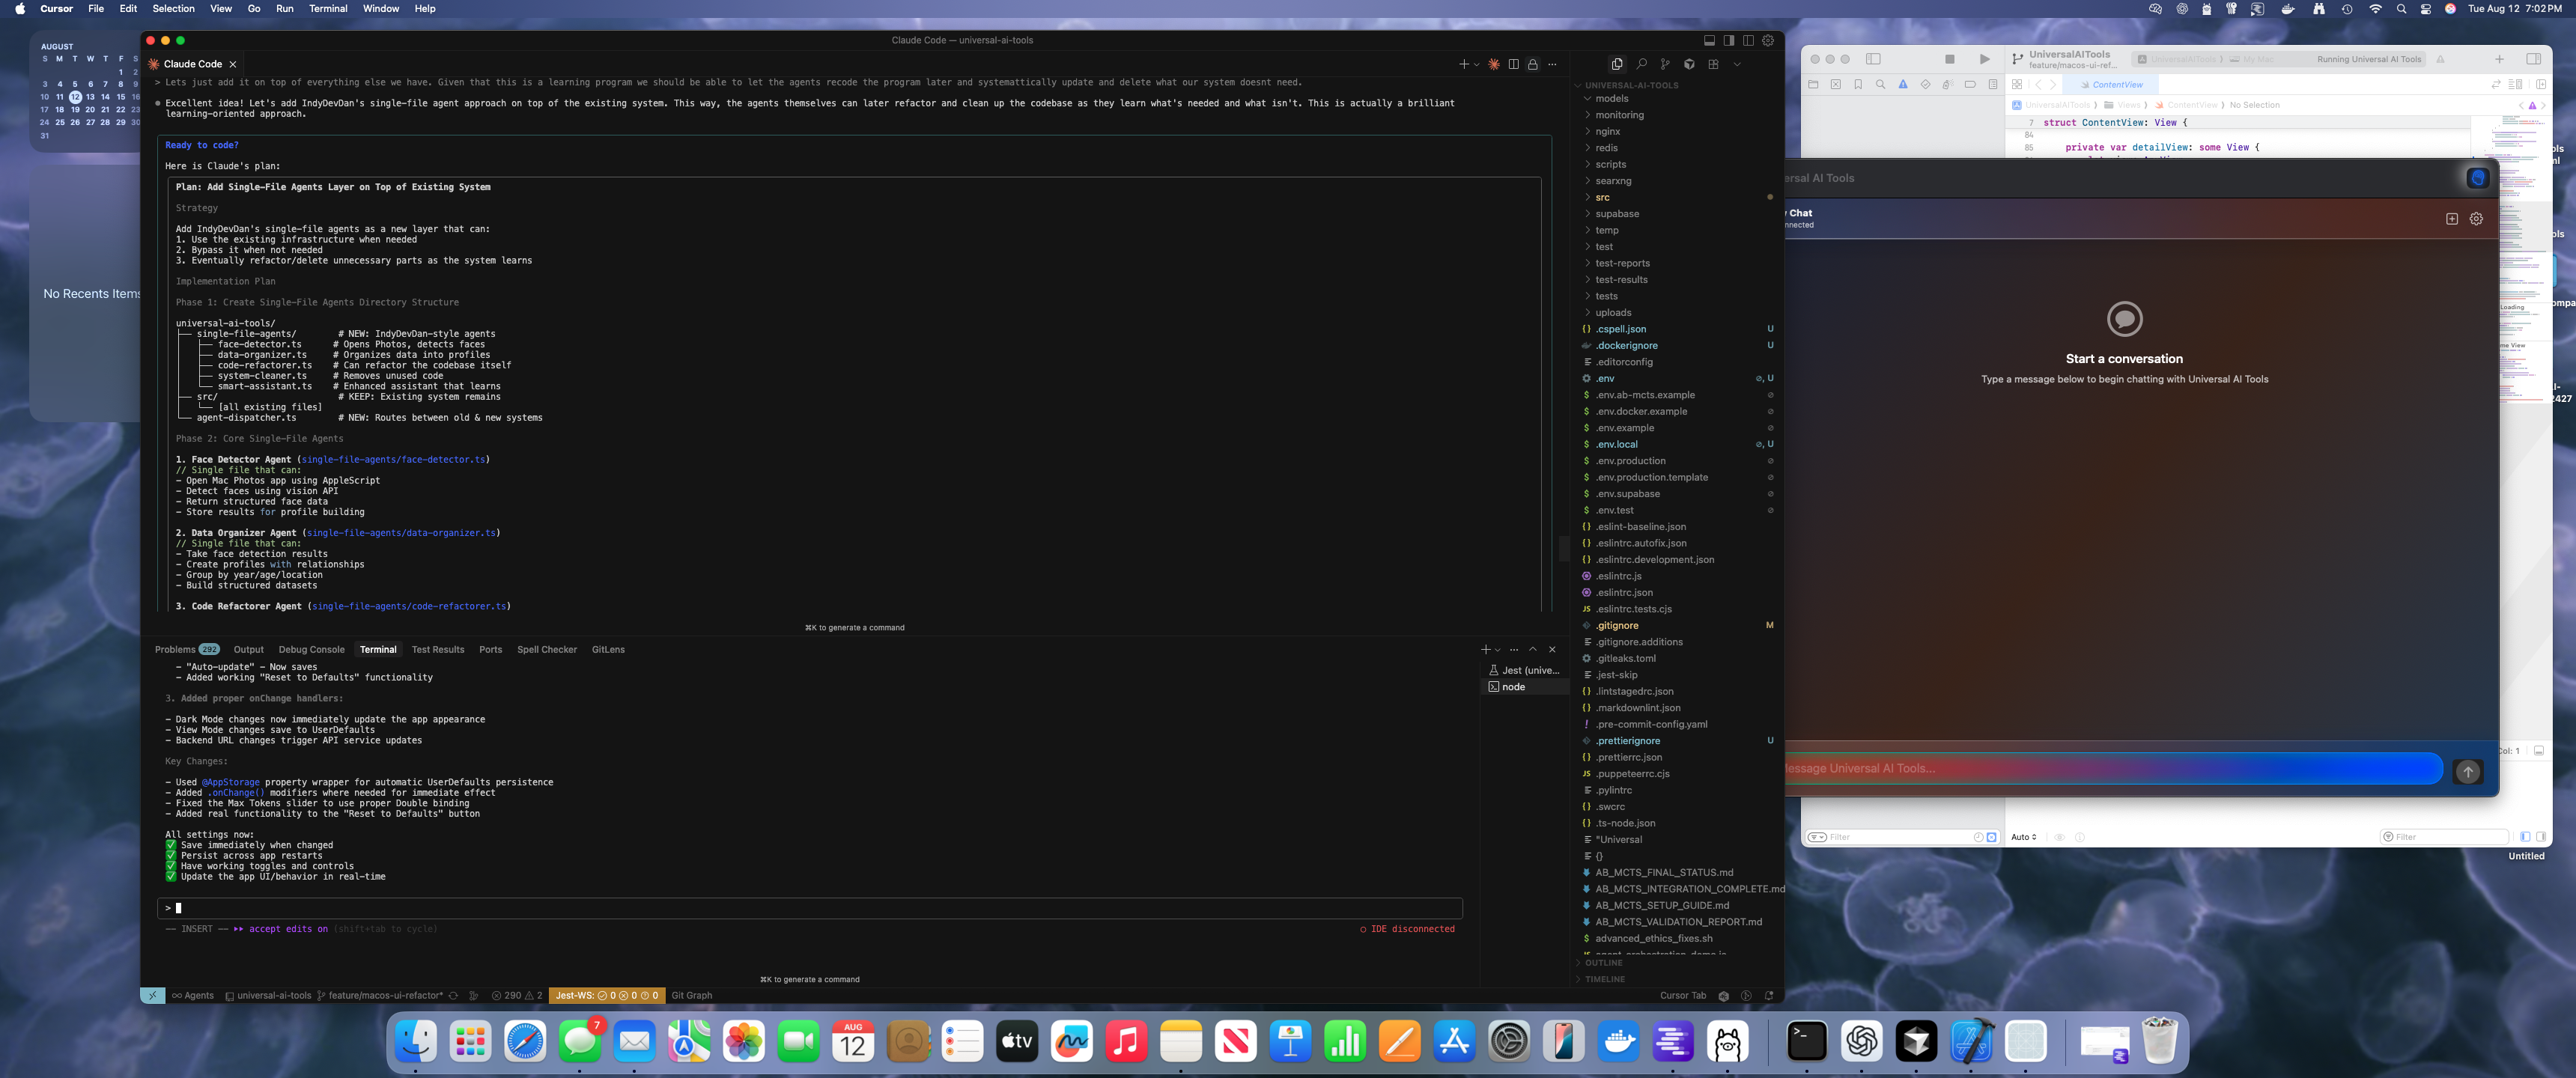 Cursor File Edit Selection View Go Run Terminal Window Help
Tue Aug 12 7:02 PM
AUGUST
S M T W T F S
1 2
3 4 5 6 7 8 9
10 11 12 13 14 15 16
17 18 19 20 21 22 23
24 25 26 27 28 29 30
31
No Recents Items
Claude Code — universal-ai-tools
Claude Code
> Lets just add it on top of everything else we have. Given that this is a learning program we should be able to let the agents recode the program later and systemattically update and delete what our system doesnt need.
Excellent idea! Let's add IndyDevDan's single-file agent approach on top of the existing system. This way, the agents themselves can later refactor and clean up the codebase as they learn what's needed and what isn't. This is actually a brilliant
learning-oriented approach.
Ready to code?
Here is Claude's plan:
Plan: Add Single-File Agents Layer on Top of Existing System
Strategy
Add IndyDevDan's single-file agents as a new layer that can:
1. Use the existing infrastructure when needed
2. Bypass it when not needed
3. Eventually refactor/delete unnecessary parts as the system learns
Implementation Plan
Phase 1: Create Single-File Agents Directory Structure
universal-ai-tools/
├── single-file-agents/ # NEW: IndyDevDan-style agents
│ ├── face-detector.ts # Opens Photos, detects faces
│ ├── data-organizer.ts # Organizes data into profiles
│ ├── code-refactorer.ts # Can refactor the codebase itself
│ ├── system-cleaner.ts # Removes unused code
│ └── smart-assistant.ts # Enhanced assistant that learns
├── src/ # KEEP: Existing system remains
│ └── [all existing files]
└── agent-dispatcher.ts # NEW: Routes between old & new systems
Phase 2: Core Single-File Agents
1. Face Detector Agent (single-file-agents/face-detector.ts)
// Single file that can:
- Open Mac Photos app using AppleScript
- Detect faces using vision API
- Return structured face data
- Store results for profile building
2. Data Organizer Agent (single-file-agents/data-organizer.ts)
// Single file that can:
- Take face detection results
- Create profiles with relationships
- Group by year/age/location
- Build structured datasets
3. Code Refactorer Agent (single-file-agents/code-refactorer.ts)
⌘K to generate a command
Problems 292 Output Debug Console Terminal Test Results Ports Spell Checker GitLens
- "Auto-update" - Now saves
- Added working "Reset to Defaults" functionality
3. Added proper onChange handlers:
- Dark Mode changes now immediately update the app appearance
- View Mode changes save to UserDefaults
- Backend URL changes trigger API service updates
Key Changes:
- Used @AppStorage property wrapper for automatic UserDefaults persistence
- Added .onChange() modifiers where needed for immediate effect
- Fixed the Max Tokens slider to use proper Double binding
- Added real functionality to the "Reset to Defaults" button
All settings now:
✅ Save immediately when changed
✅ Persist across app restarts
✅ Have working toggles and controls
✅ Update the app UI/behavior in real-time
>
-- INSERT -- ▸▸ accept edits on (shift+tab to cycle)
○ IDE disconnected
⌘K to generate a command
Jest (unive...
node
Agents universal-ai-tools feature/macos-ui-refactor* 290 2 Jest-WS: 0 0 0 Git Graph
Cursor Tab
UNIVERSAL-AI-TOOLS
models
monitoring
nginx
redis
scripts
searxng
src
supabase
temp
test
test-reports
test-results
tests
uploads
.cspell.json U
.dockerignore U
.editorconfig
.env U
.env.ab-mcts.example
.env.docker.example
.env.example
.env.local U
.env.production
.env.production.template
.env.supabase
.env.test
.eslint-baseline.json
.eslintrc.autofix.json
.eslintrc.development.json
.eslintrc.js
.eslintrc.json
.eslintrc.tests.cjs
.gitignore M
.gitignore.additions
.gitleaks.toml
.jest-skip
.lintstagedrc.json
.markdownlint.json
.pre-commit-config.yaml
.prettierignore U
.prettierrc.json
.puppeteerrc.cjs
.pylintrc
.swcrc
.ts-node.json
"Universal
{}
AB_MCTS_FINAL_STATUS.md
AB_MCTS_INTEGRATION_COMPLETE.md
AB_MCTS_SETUP_GUIDE.md
AB_MCTS_VALIDATION_REPORT.md
advanced_ethics_fixes.sh
OUTLINE
TIMELINE
UniversalAITools
feature/macos-ui-ref...
UniversalAITools My Mac
Running Universal AI Tools
ContentView
UniversalAITools Views ContentView No Selection
7 struct ContentView: View {
84
85 private var detailView: some View {
ersal AI Tools
Chat
nnected
Start a conversation
Type a message below to begin chatting with Universal AI Tools
essage Universal AI Tools...
Loading
me View
Col: 1
Filter
Auto
Filter
Untitled
2427
7
AUG
12
tv